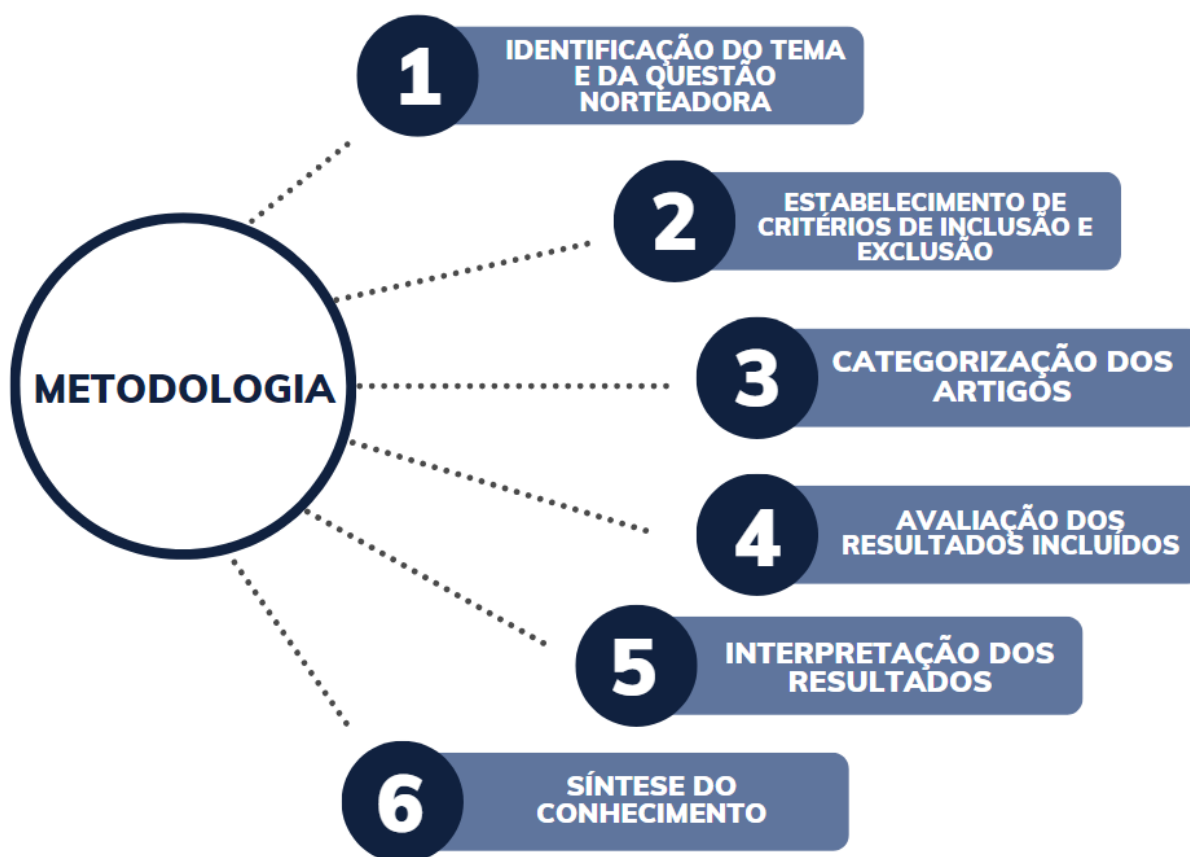 1
IDENTIFICAÇÃO DO TEMA
E DA QUESTÃO
NORTEADORA
2
ESTABELECIMENTO DE
CRITÉRIOS DE INCLUSÃO E
EXCLUSÃO
METODOLOGIA
3
CATEGORIZAÇÃO DOS
ARTIGOS
4
AVALIAÇÃO DOS
RESULTADOS INCLUÍDOS
5
INTERPRETAÇÃO DOS
RESULTADOS
6
SÍNTESE DO
CONHECIMENTO